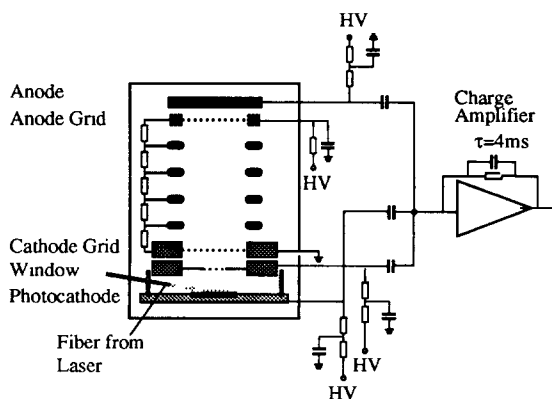 HV
Anode
Anode Grid
Charge
Amplifier
τ=4ms
HV
Cathode Grid
Window
Photocathode
Fiber from
Laser
HV
HV